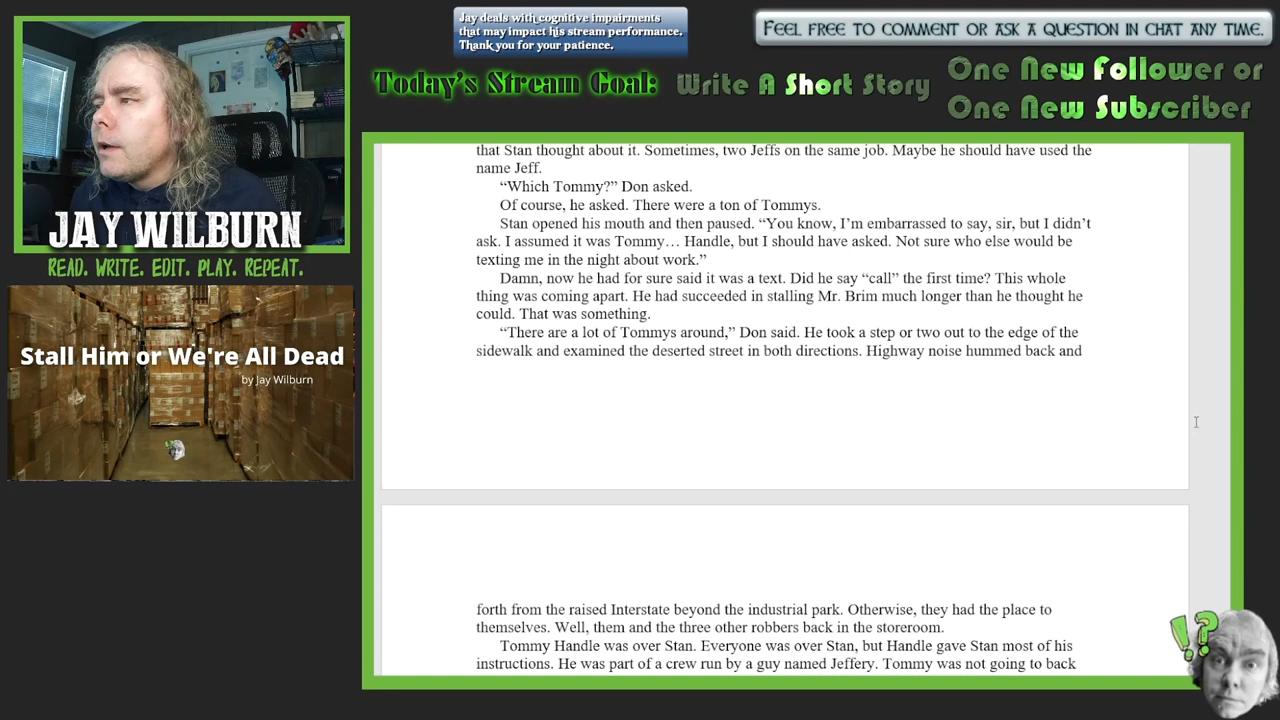 Jay deals with cognitive impairments
that may impact his stream performance.
Thank you for your patience.
Feel free to comment or ask a question in chat any time.
Today's Stream Goal:
Write A Short Story
One New Follower or
One New Subscriber
JAY WILBURN
READ. WRITE. EDIT. PLAY. REPEAT.
Stall Him or We're All Dead
by Jay Wilburn
that Stan thought about it. Sometimes, two Jeffs on the same job. Maybe he should have used the
name Jeff.
“Which Tommy?” Don asked.
Of course, he asked. There were a ton of Tommys.
Stan opened his mouth and then paused. “You know, I’m embarrassed to say, sir, but I didn’t
ask. I assumed it was Tommy… Handle, but I should have asked. Not sure who else would be
texting me in the night about work.”
Damn, now he had for sure said it was a text. Did he say “call” the first time? This whole
thing was coming apart. He had succeeded in stalling Mr. Brim much longer than he thought he
could. That was something.
“There are a lot of Tommys around,” Don said. He took a step or two out to the edge of the
sidewalk and examined the deserted street in both directions. Highway noise hummed back and
forth from the raised Interstate beyond the industrial park. Otherwise, they had the place to
themselves. Well, them and the three other robbers back in the storeroom.
Tommy Handle was over Stan. Everyone was over Stan, but Handle gave Stan most of his
instructions. He was part of a crew run by a guy named Jeffery. Tommy was not going to back
!?